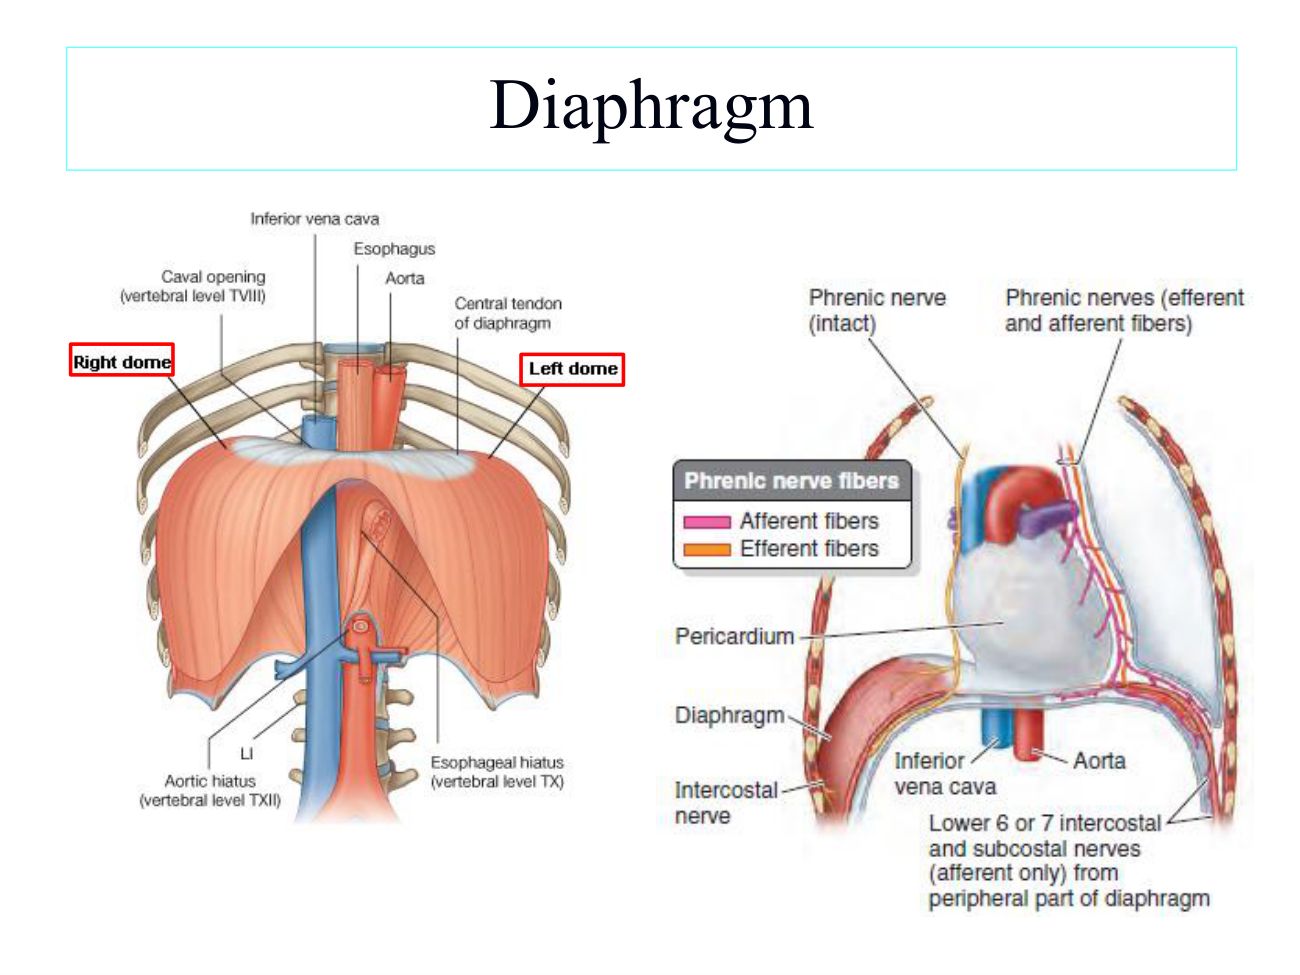 Diaphragm
Inferior vena cava
Esophagus
Aorta
Caval opening
(vertebral level TVIII)
Central tendon
of diaphragm
Right dome
Left dome
LI
Aortic hiatus
(vertebral level TXII)
Esophageal hiatus
(vertebral level TX)
Phrenic nerve
(intact)
Phrenic nerves (efferent
and afferent fibers)
Phrenic nerve fibers
Afferent fibers
Efferent fibers
Pericardium
Diaphragm
Intercostal
nerve
Inferior
vena cava
Aorta
Lower 6 or 7 intercostal
and subcostal nerves
(afferent only) from
peripheral part of diaphragm